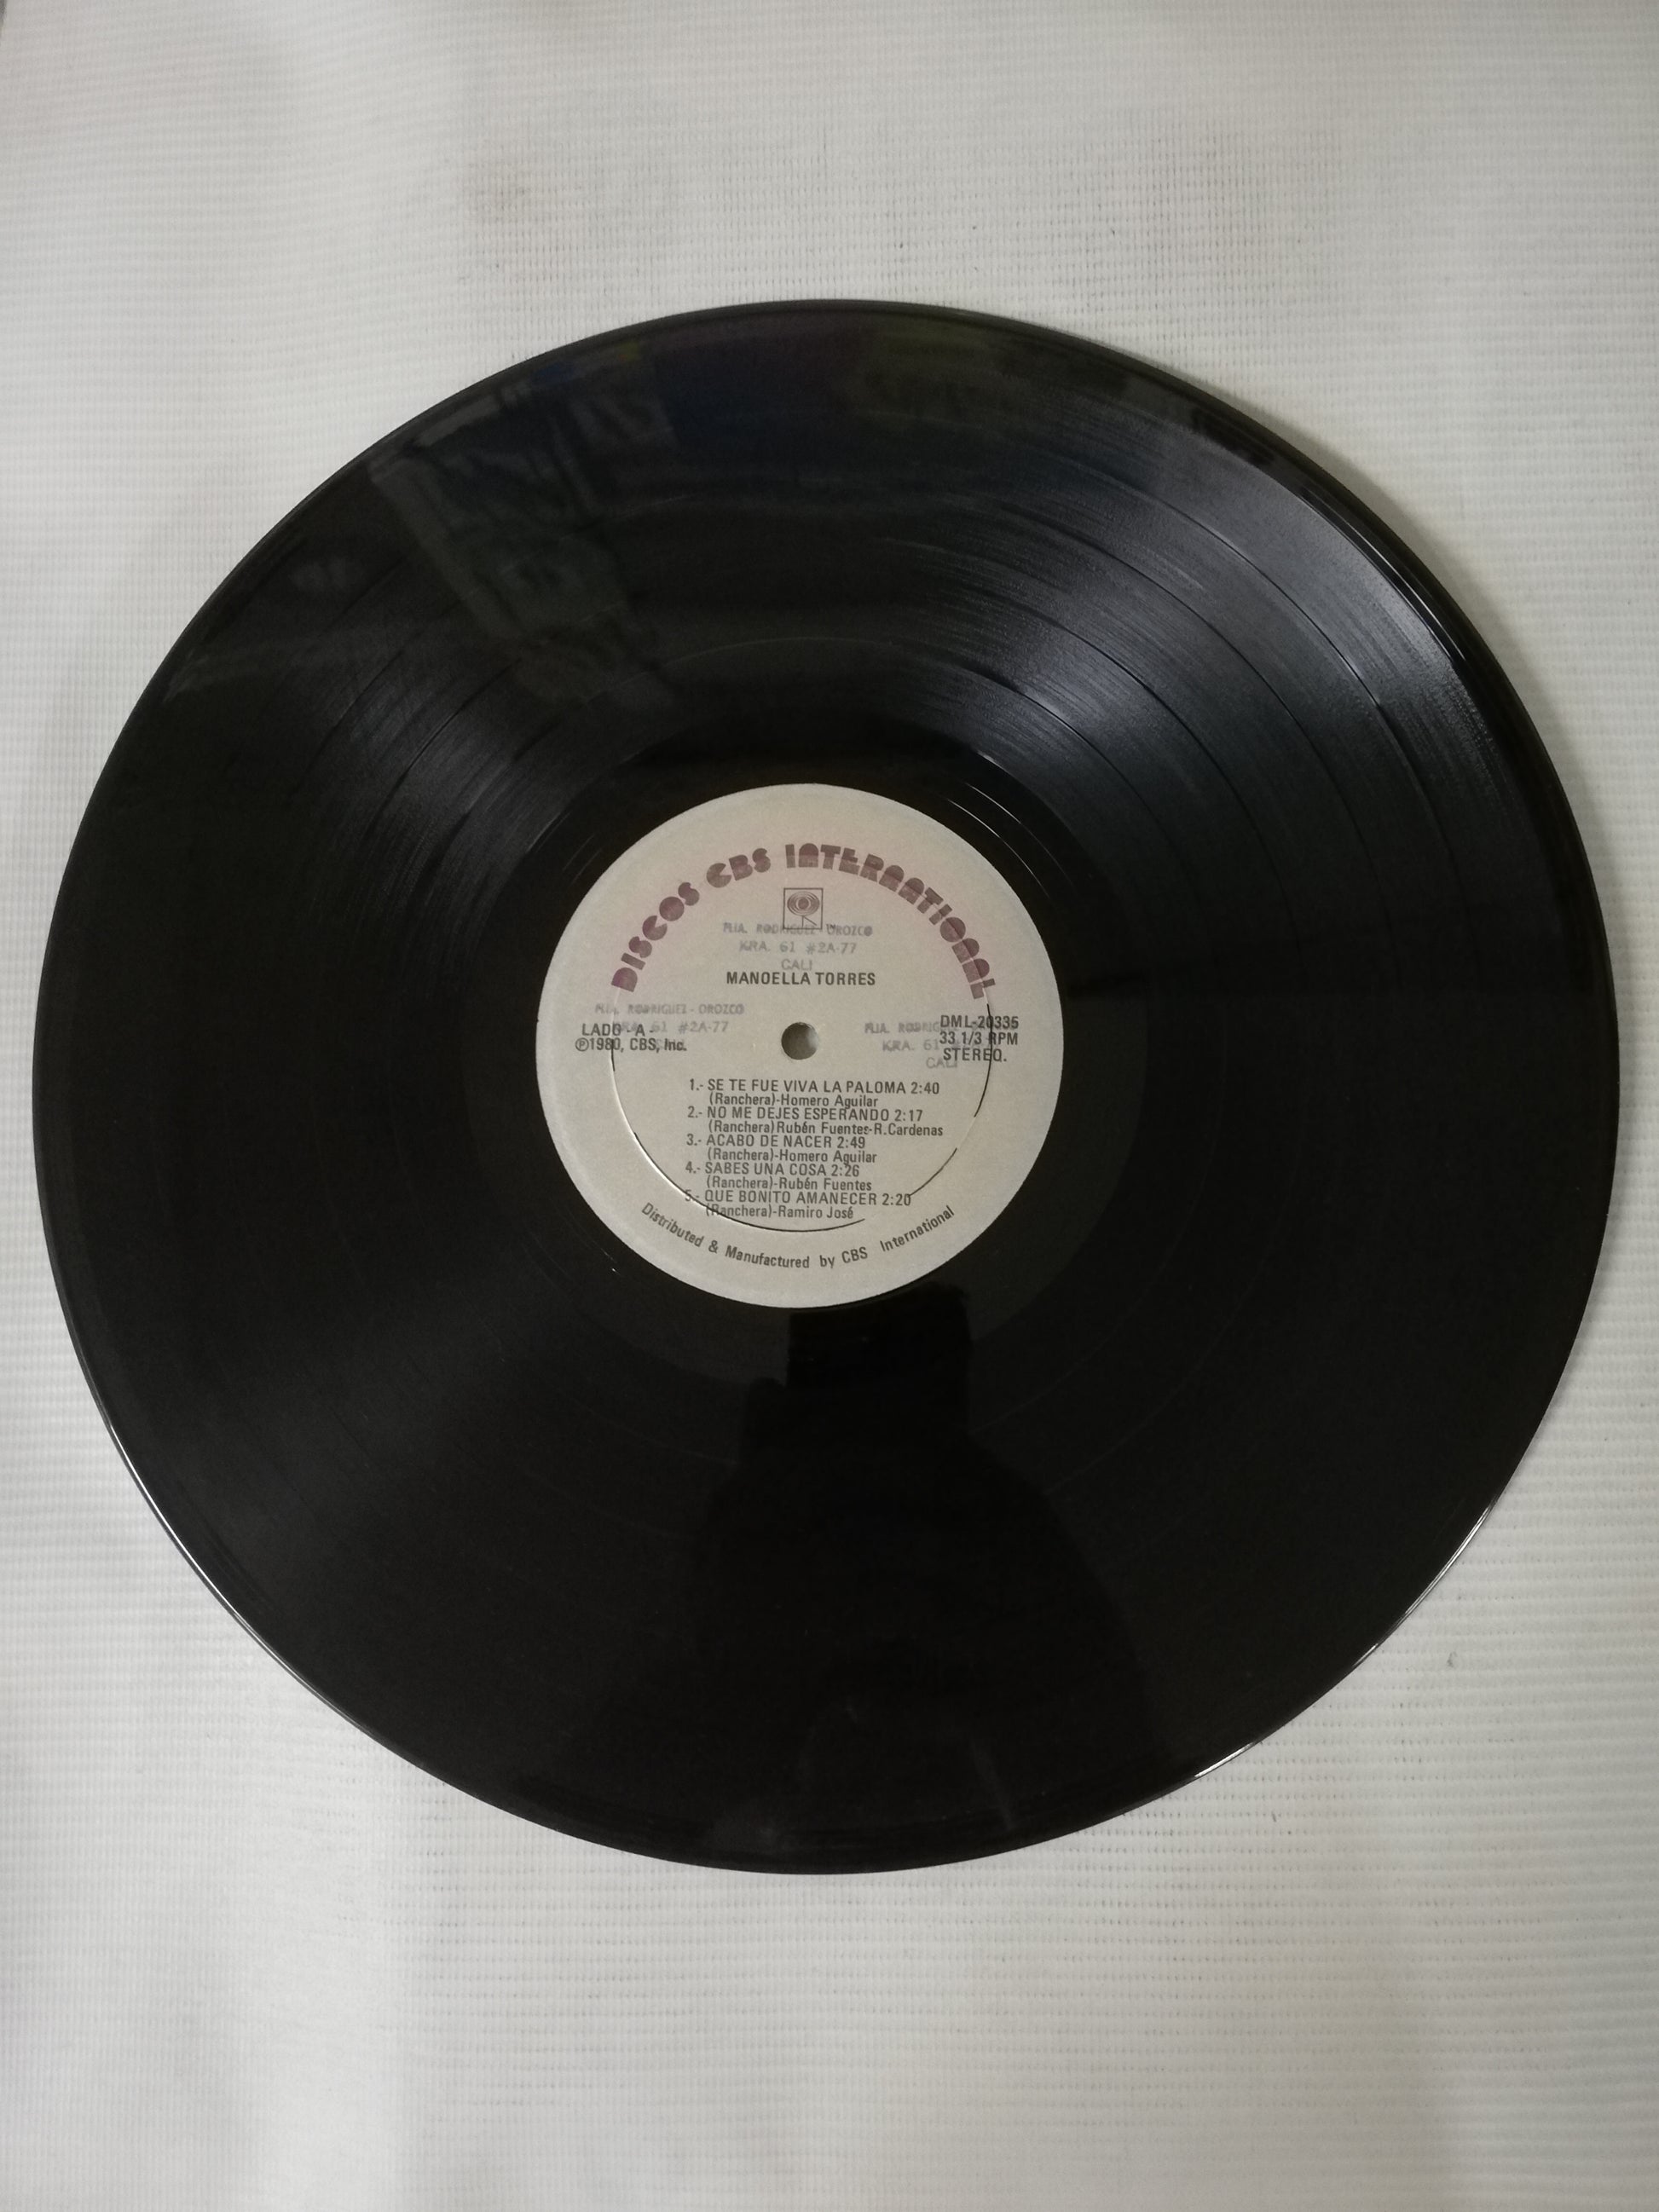 DISCOS CBS INTERNATIONAL
FLIA. RODRIGUEZ - OROZCO
KRA. 61 #2A-77
CALI
MANOELLA TORRES
FLIA. RODRIGUEZ - OROZCO
KRA. 61 #2A-77
LADO - A -
℗1980, CBS, Inc.
DML-20335
33 1/3 RPM
STEREO.
FLIA. RODRIGUEZ
KRA. 61
CALI
1.- SE TE FUE VIVA LA PALOMA 2:40
(Ranchera)-Homero Aguilar
2.- NO ME DEJES ESPERANDO 2:17
(Ranchera)Rubén Fuentes-R.Cardenas
3.- ACABO DE NACER 2:49
(Ranchera)-Homero Aguilar
4.- SABES UNA COSA 2:26
(Ranchera)-Rubén Fuentes
5.- QUE BONITO AMANECER 2:20
(Ranchera)-Ramiro José
Distributed & Manufactured by CBS International